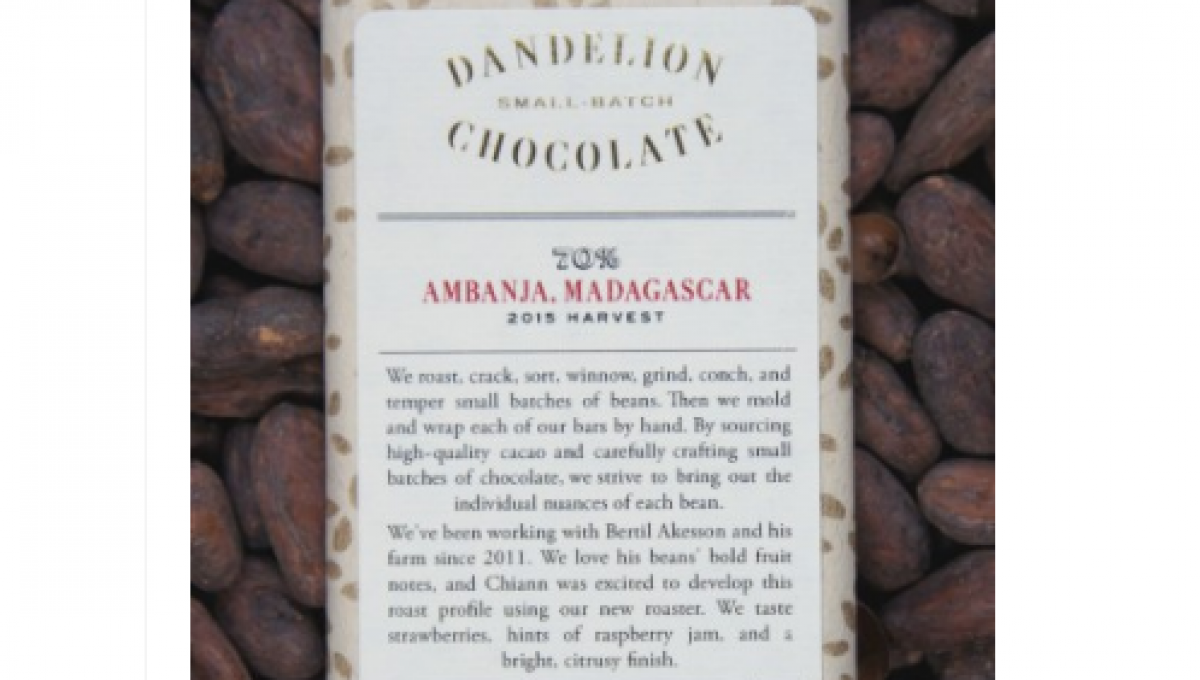 DANDELION
SMALL-BATCH
CHOCOLATE
70%
AMBANJA, MADAGASCAR
2015 HARVEST
We roast, crack, sort, winnow, grind, conch, and
temper small batches of beans. Then we mold
and wrap each of our bars by hand. By sourcing
high-quality cacao and carefully crafting small
batches of chocolate, we strive to bring out the
individual nuances of each bean.
We've been working with Bertil Akesson and his
farm since 2011. We love his beans' bold fruit
notes, and Chiann was excited to develop this
roast profile using our new roaster. We taste
strawberries, hints of raspberry jam, and a
bright, citrusy finish.